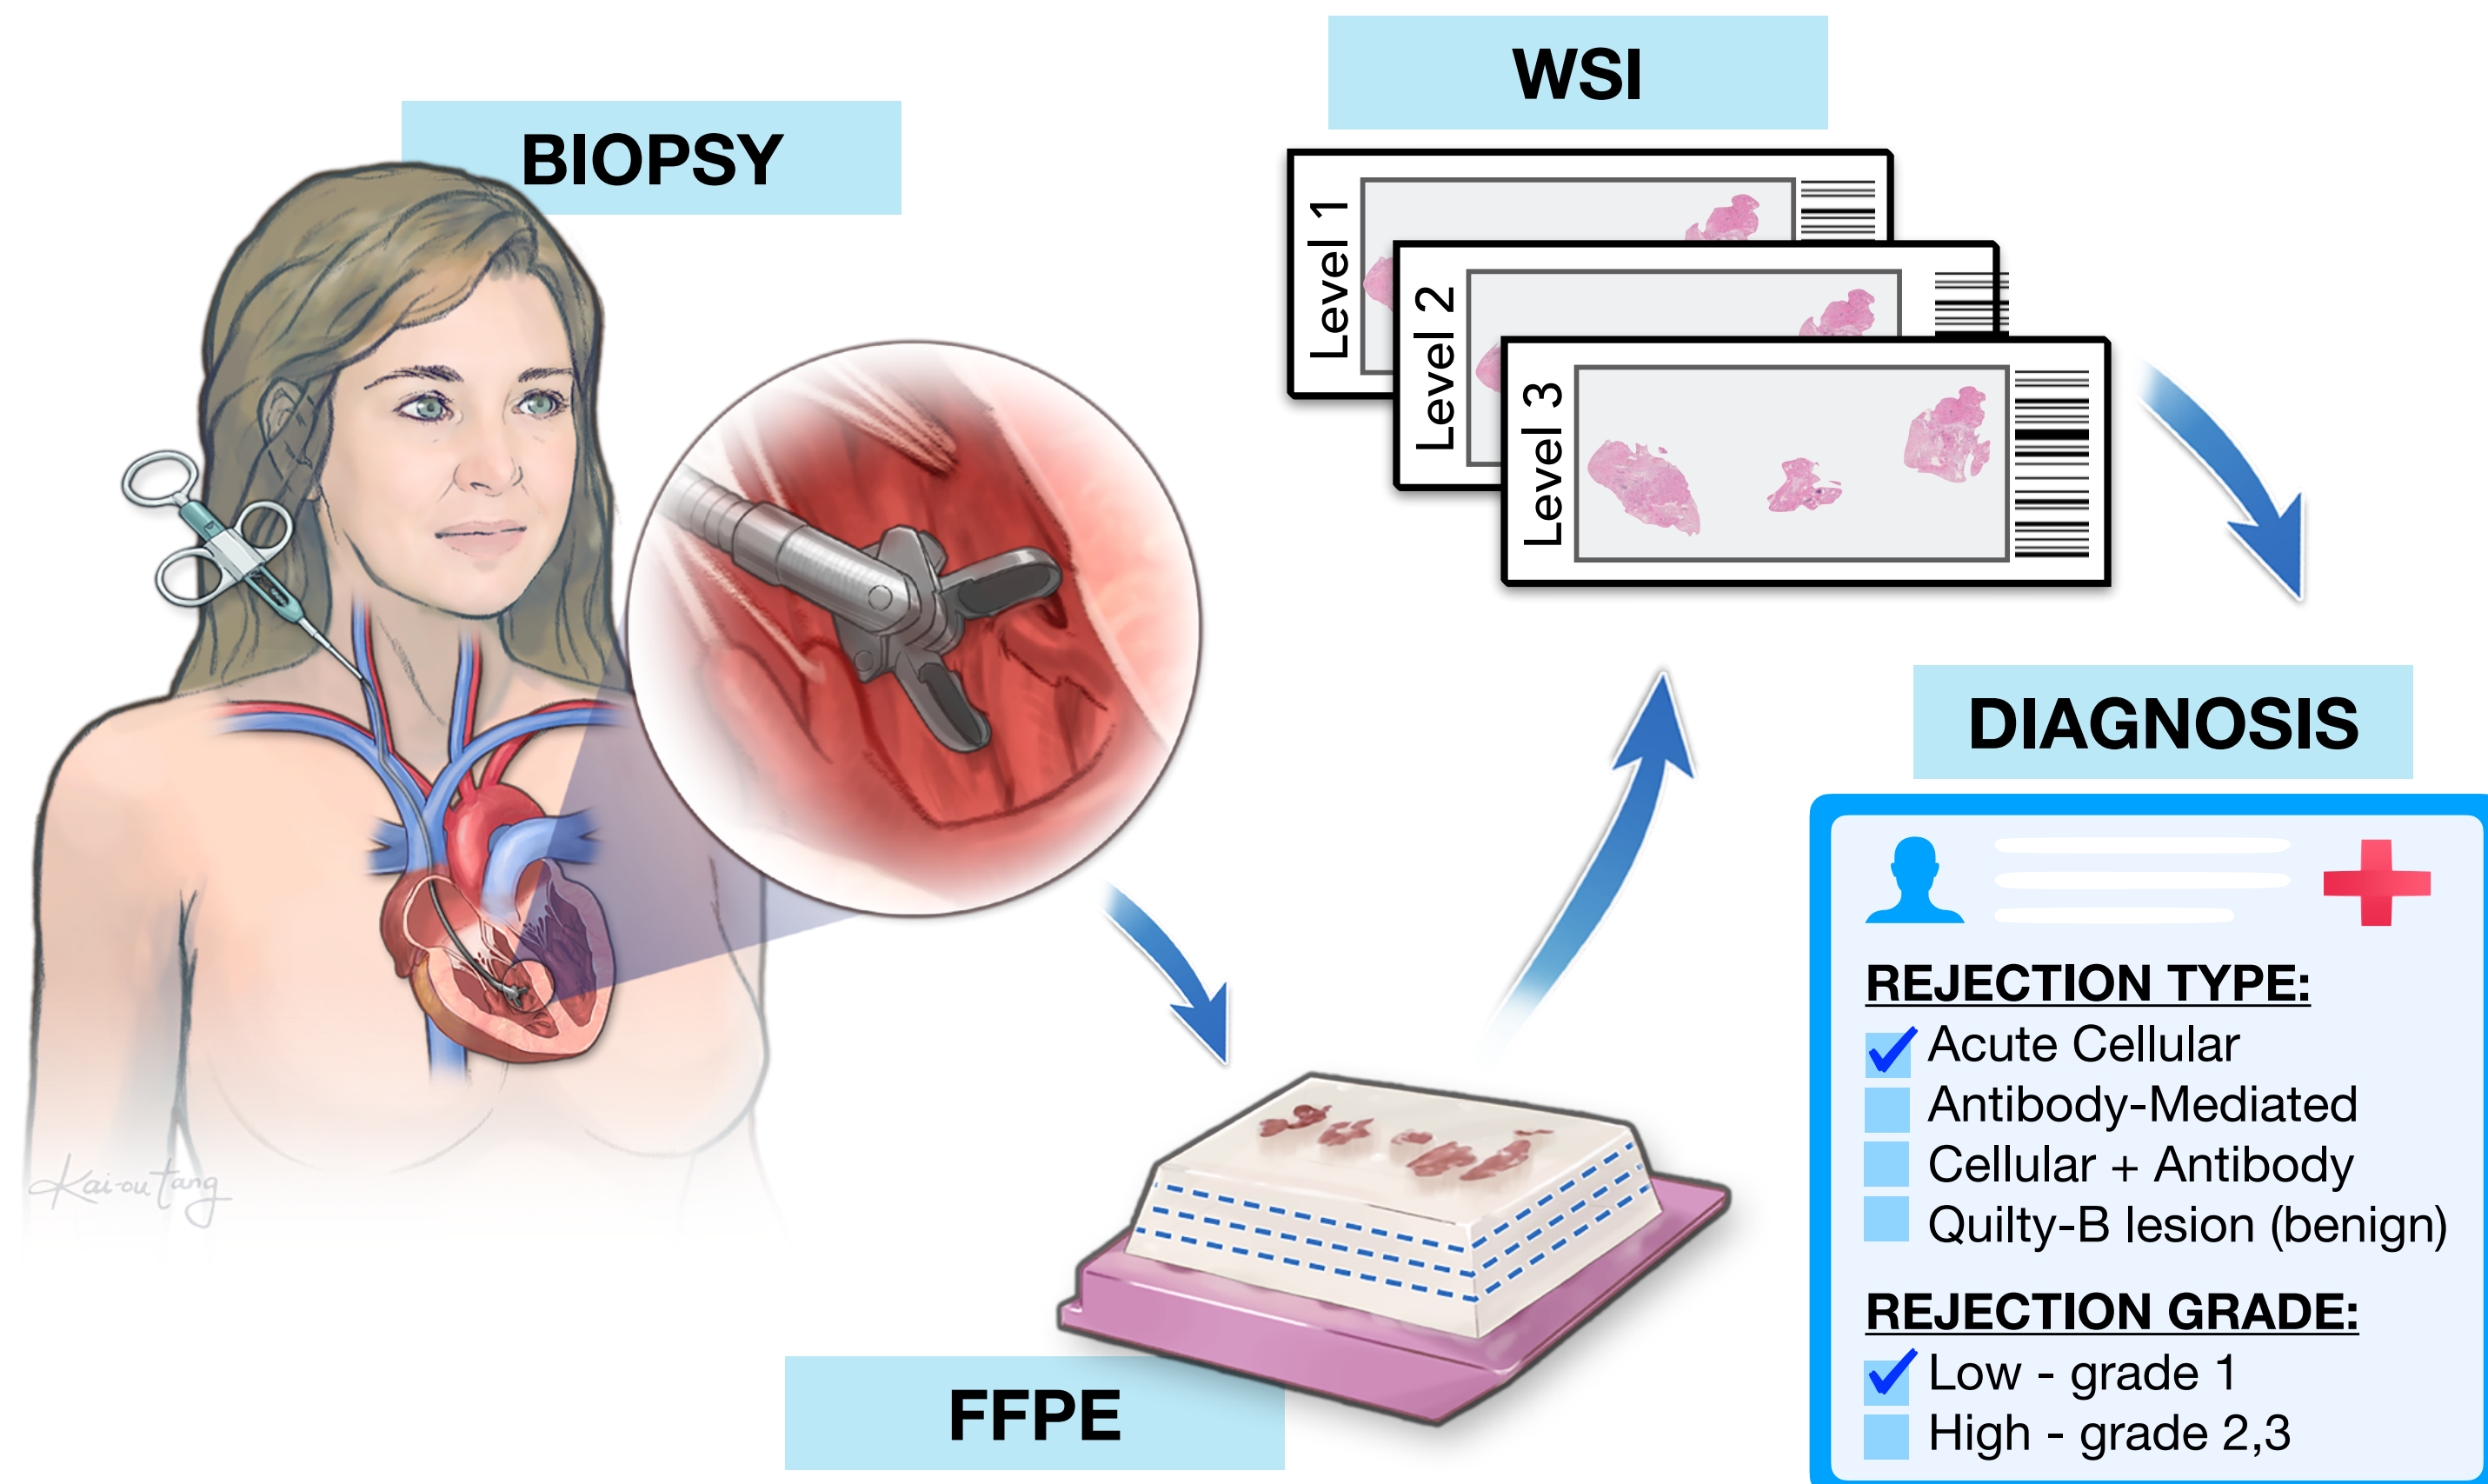 BIOPSY
WSI
Level 1
Level 2
Level 3
DIAGNOSIS
REJECTION TYPE:
Acute Cellular
Antibody-Mediated
Cellular + Antibody
Quilty-B lesion (benign)
REJECTION GRADE:
Low - grade 1
High - grade 2,3
FFPE
Kai-ou Tang